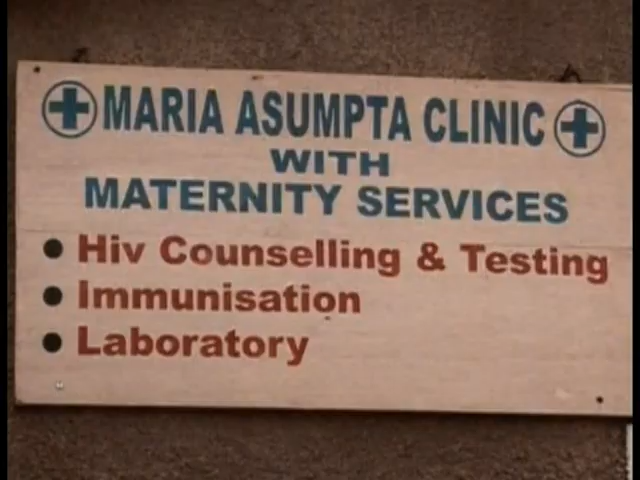 MARIA ASUMPTA CLINIC
WITH
MATERNITY SERVICES
• Hiv Counselling & Testing
• Immunisation
• Laboratory